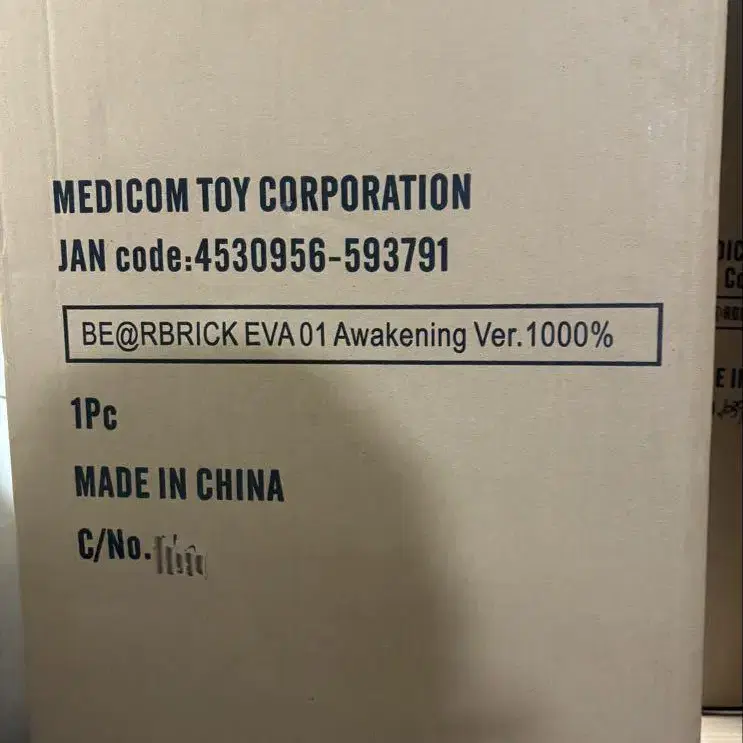 MEDICOM TOY CORPORATION
JAN code:4530956-593791
BE@RBRICK EVA 01 Awakening Ver.1000%
1Pc
MADE IN CHINA
C/No.